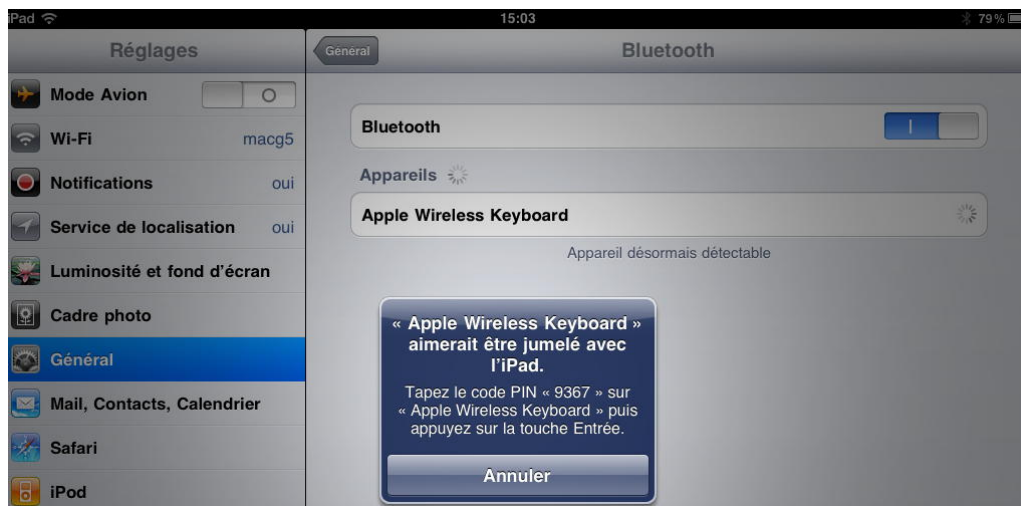 iPad 15:03 79 %
Réglages
Général Bluetooth
Mode Avion
Wi-Fi macg5
Notifications oui
Service de localisation oui
Luminosité et fond d'écran
Cadre photo
Général
Mail, Contacts, Calendrier
Safari
iPod
Bluetooth
Appareils
Apple Wireless Keyboard
Appareil désormais détectable
« Apple Wireless Keyboard »
aimerait être jumelé avec
l'iPad.
Tapez le code PIN « 9367 » sur
« Apple Wireless Keyboard » puis
appuyez sur la touche Entrée.
Annuler